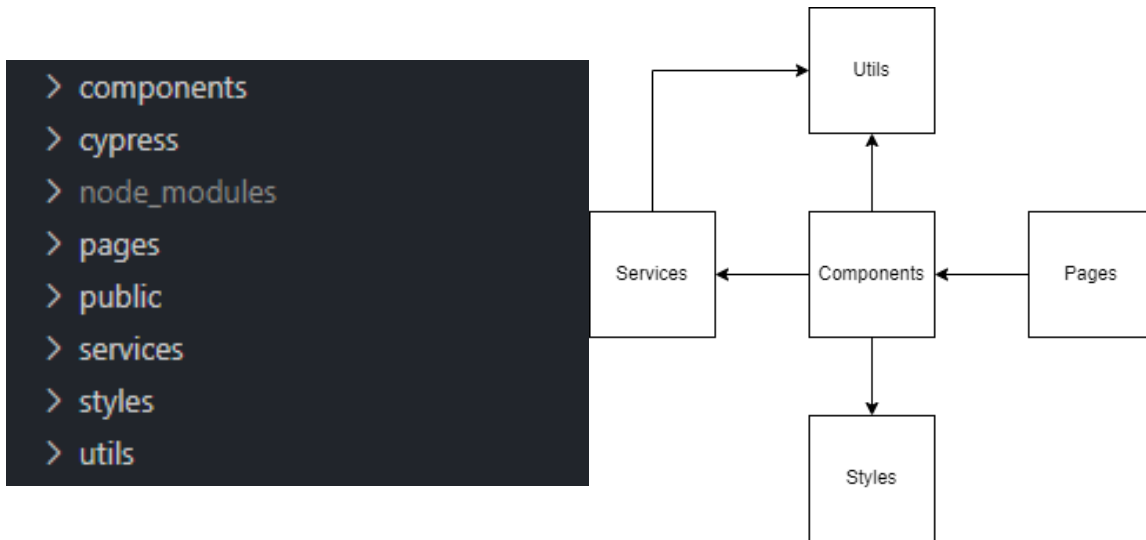 components
cypress
node_modules
pages
public
services
styles
utils
Utils
Services
Components
Pages
Styles